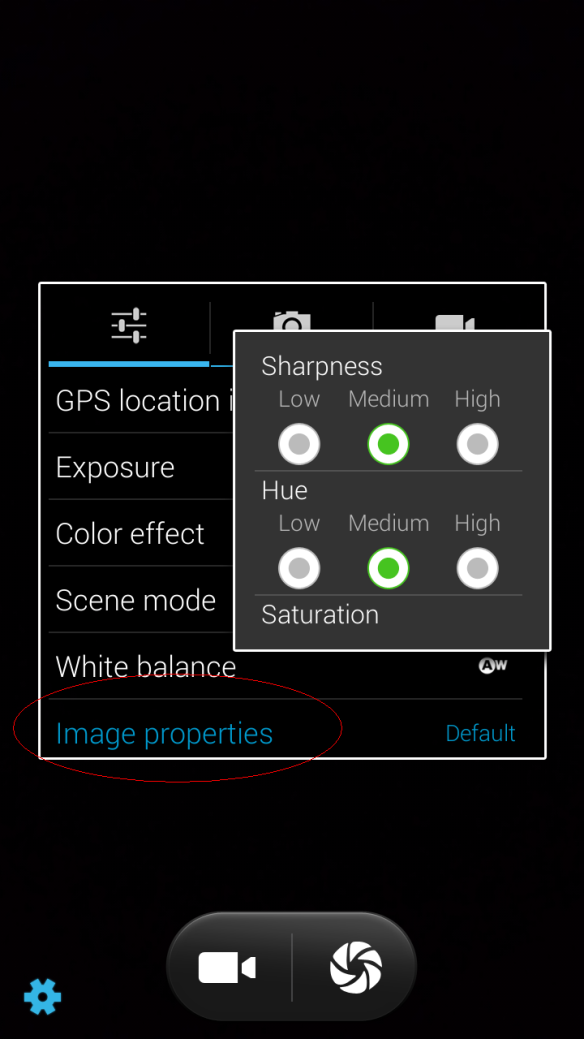 GPS location i
Exposure
Color effect
Scene mode
White balance
AW
Image properties
Default
Sharpness
Low Medium High
Hue
Low Medium High
Saturation